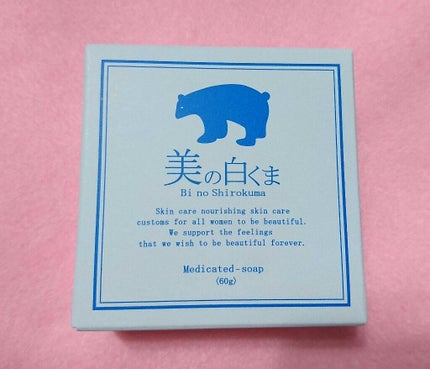 美の白くま
Bi no Shirokuma
Skin care nourishing skin care
customs for all women to be beautiful.
We support the feelings
that we wish to be beautiful forever.
Medicated-soap
(60g)